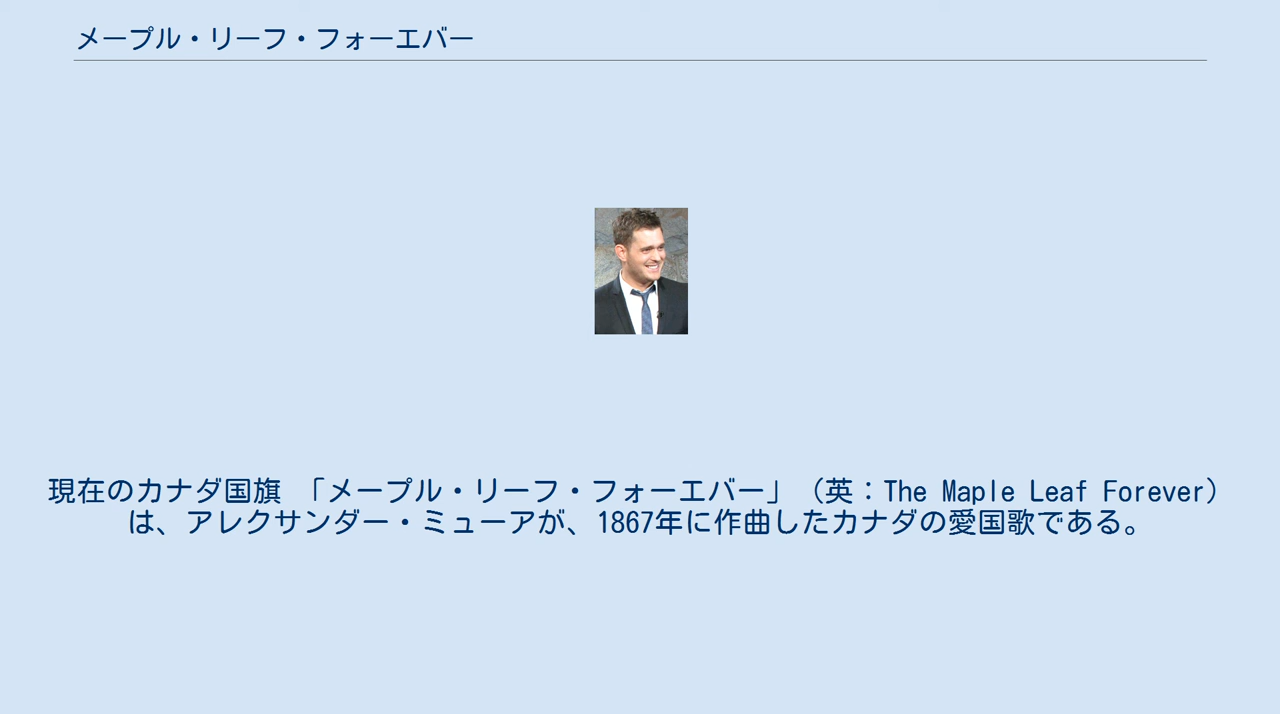 メープル・リーフ・フォーエバー
現在のカナダ国旗 「メープル・リーフ・フォーエバー」（英：The Maple Leaf Forever）
は、アレクサンダー・ミューアが、1867年に作曲したカナダの愛国歌である。